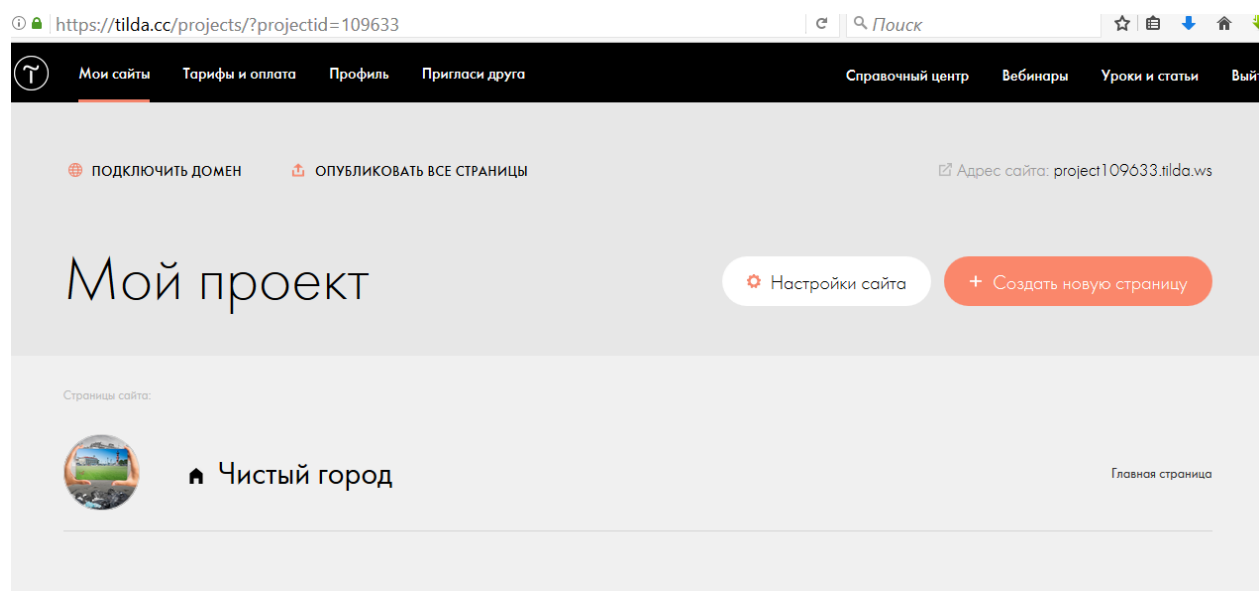 https://tilda.cc/projects/?projectid=109633 Поиск
Мои сайты Тарифы и оплата Профиль Пригласи друга Справочный центр Вебинары Уроки и статьи
ПОДКЛЮЧИТЬ ДОМЕН ОПУБЛИКОВАТЬ ВСЕ СТРАНИЦЫ Адрес сайта: project109633.tilda.ws
Мой проект Настройки сайта + Создать новую страницу
Страницы сайта:
Чистый город Главная страница